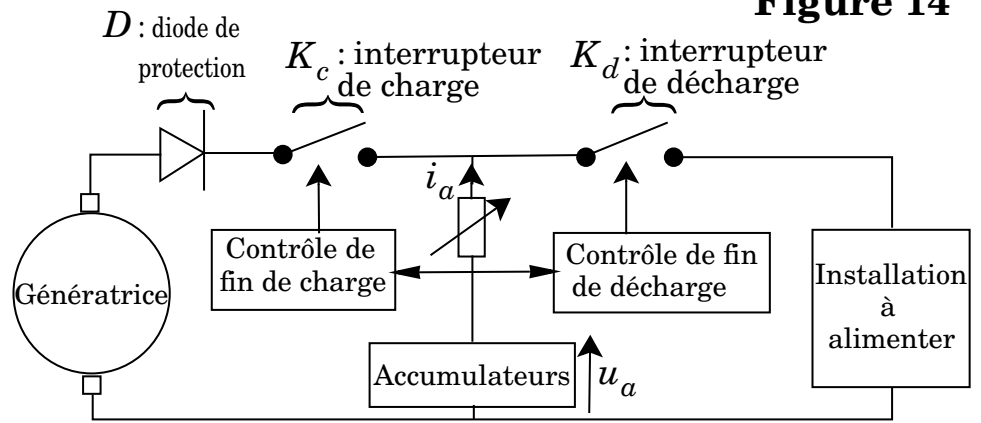 Figure 14
D : diode de
protection
K_c : interrupteur
de charge
K_d : interrupteur
de décharge
i_a
Contrôle de
fin de charge
Contrôle de fin
de décharge
Génératrice
Installation
à
alimenter
Accumulateurs
u_a